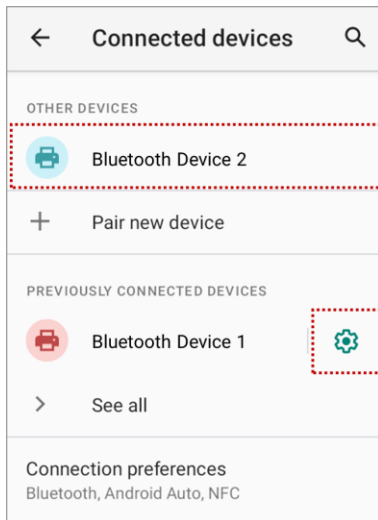 Connected devices
OTHER DEVICES
Bluetooth Device 2
Pair new device
PREVIOUSLY CONNECTED DEVICES
Bluetooth Device 1
See all
Connection preferences
Bluetooth, Android Auto, NFC